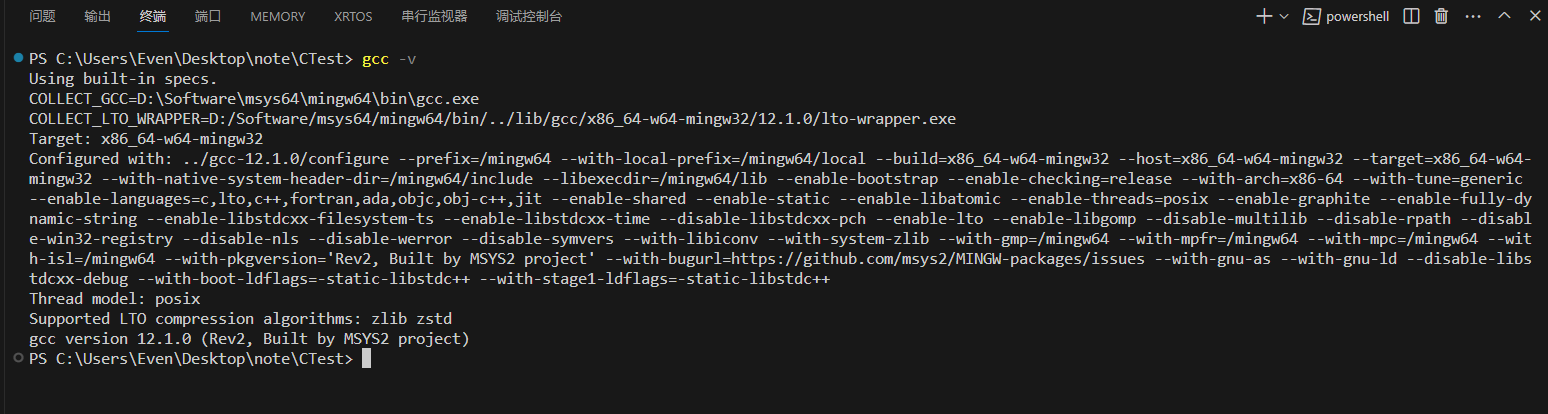 问题 输出 终端 端口 MEMORY XRTOS 串行监视器 调试控制台 powershell
PS C:\Users\Even\Desktop\note\CTest> gcc -v
Using built-in specs.
COLLECT_GCC=D:\Software\msys64\mingw64\bin\gcc.exe
COLLECT_LTO_WRAPPER=D:/Software/msys64/mingw64/bin/../lib/gcc/x86_64-w64-mingw32/12.1.0/lto-wrapper.exe
Target: x86_64-w64-mingw32
Configured with: ../gcc-12.1.0/configure --prefix=/mingw64 --with-local-prefix=/mingw64/local --build=x86_64-w64-mingw32 --host=x86_64-w64-mingw32 --target=x86_64-w64-
mingw32 --with-native-system-header-dir=/mingw64/include --libexecdir=/mingw64/lib --enable-bootstrap --enable-checking=release --with-arch=x86-64 --with-tune=generic
--enable-languages=c,lto,c++,fortran,ada,objc,obj-c++,jit --enable-shared --enable-static --enable-libatomic --enable-threads=posix --enable-graphite --enable-fully-dy
namic-string --enable-libstdcxx-filesystem-ts --enable-libstdcxx-time --disable-libstdcxx-pch --enable-lto --enable-libgomp --disable-multilib --disable-rpath --disabl
e-win32-registry --disable-nls --disable-werror --disable-symvers --with-libiconv --with-system-zlib --with-gmp=/mingw64 --with-mpfr=/mingw64 --with-mpc=/mingw64 --wit
h-isl=/mingw64 --with-pkgversion='Rev2, Built by MSYS2 project' --with-bugurl=https://github.com/msys2/MINGW-packages/issues --with-gnu-as --with-gnu-ld --disable-libs
tdcxx-debug --with-boot-ldflags=-static-libstdc++ --with-stage1-ldflags=-static-libstdc++
Thread model: posix
Supported LTO compression algorithms: zlib zstd
gcc version 12.1.0 (Rev2, Built by MSYS2 project)
PS C:\Users\Even\Desktop\note\CTest>